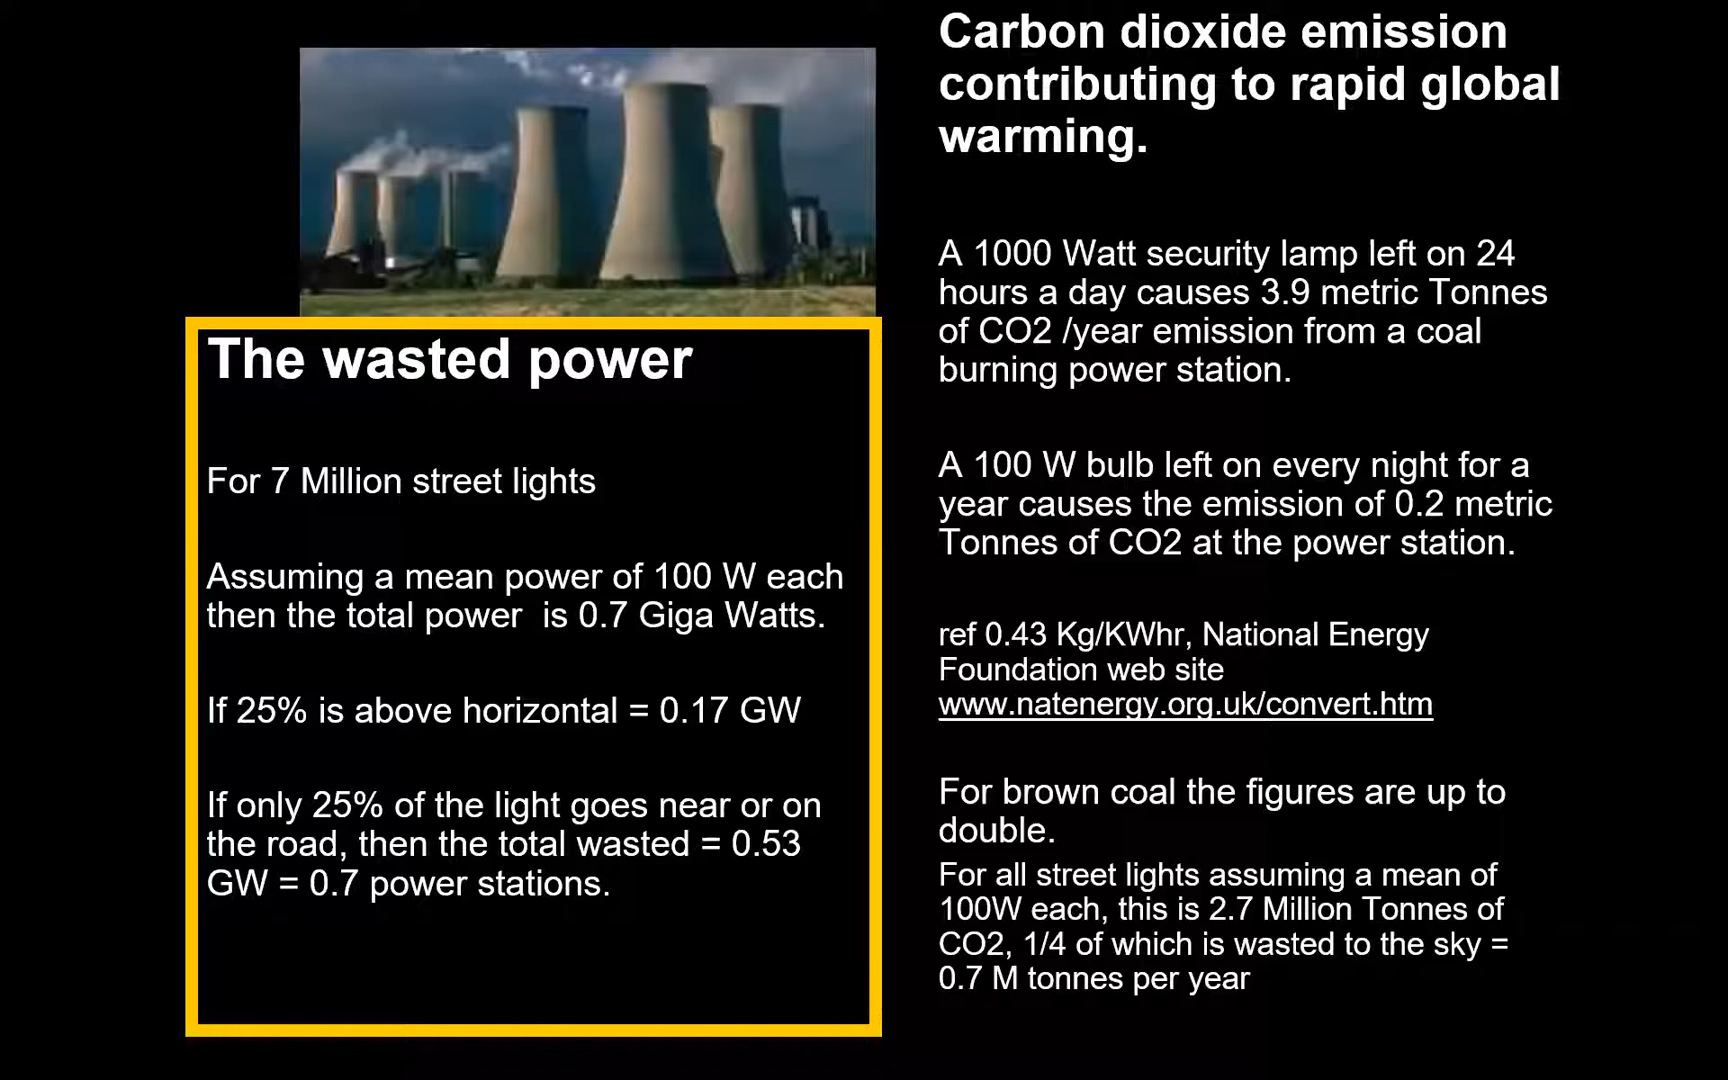 The wasted power
For 7 Million street lights
Assuming a mean power of 100 W each
then the total power  is 0.7 Giga Watts.
If 25% is above horizontal = 0.17 GW
If only 25% of the light goes near or on
the road, then the total wasted = 0.53
GW = 0.7 power stations.
Carbon dioxide emission
contributing to rapid global
warming.
A 1000 Watt security lamp left on 24
hours a day causes 3.9 metric Tonnes
of CO2 /year emission from a coal
burning power station.
A 100 W bulb left on every night for a
year causes the emission of 0.2 metric
Tonnes of CO2 at the power station.
ref 0.43 Kg/KWhr, National Energy
Foundation web site
www.natenergy.org.uk/convert.htm
For brown coal the figures are up to
double.
For all street lights assuming a mean of
100W each, this is 2.7 Million Tonnes of
CO2, 1/4 of which is wasted to the sky =
0.7 M tonnes per year